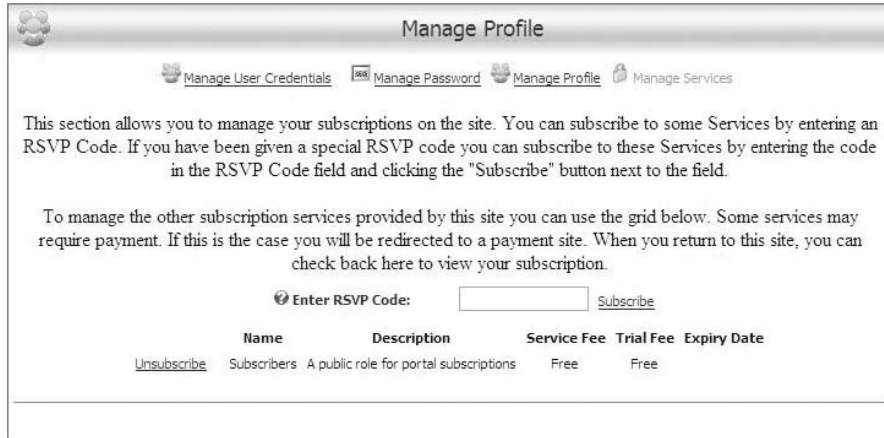 Manage Profile
Manage User Credentials Manage Password Manage Profile Manage Services
This section allows you to manage your subscriptions on the site. You can subscribe to some Services by entering an
RSVP Code. If you have been given a special RSVP code you can subscribe to these Services by entering the code
in the RSVP Code field and clicking the "Subscribe" button next to the field.
To manage the other subscription services provided by this site you can use the grid below. Some services may
require payment. If this is the case you will be redirected to a payment site. When you return to this site, you can
check back here to view your subscription.
Enter RSVP Code: Subscribe
Name Description Service Fee Trial Fee Expiry Date
Unsubscribe Subscribers A public role for portal subscriptions Free Free